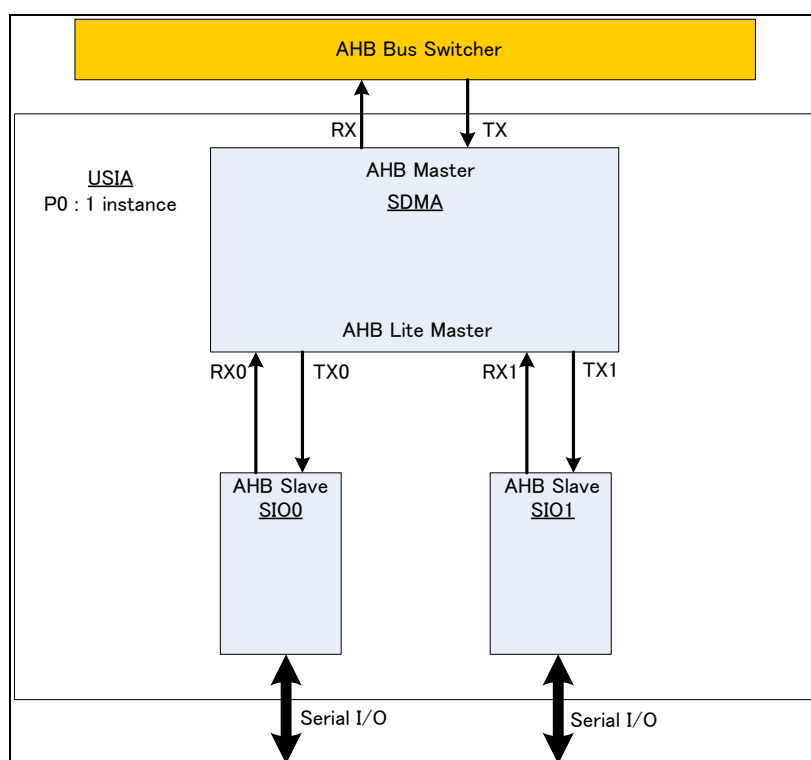 AHB Bus Switcher
RX
TX
USIA
P0 : 1 instance
AHB Master
SDMA
AHB Lite Master
RX0
TX0
RX1
TX1
AHB Slave
SIO0
AHB Slave
SIO1
Serial I/O
Serial I/O